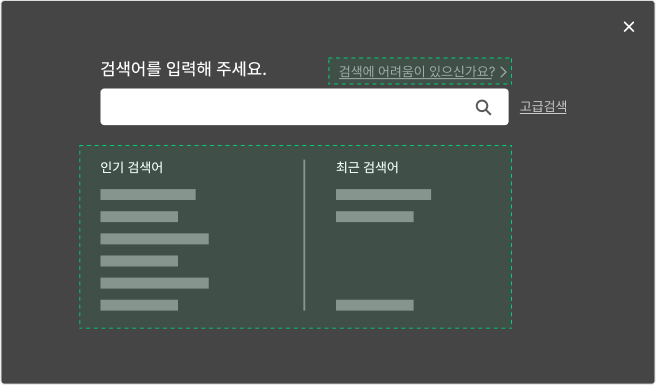 검색어를 입력해 주세요.
검색에 어려움이 있으신가요?
고급검색
인기 검색어
최근 검색어